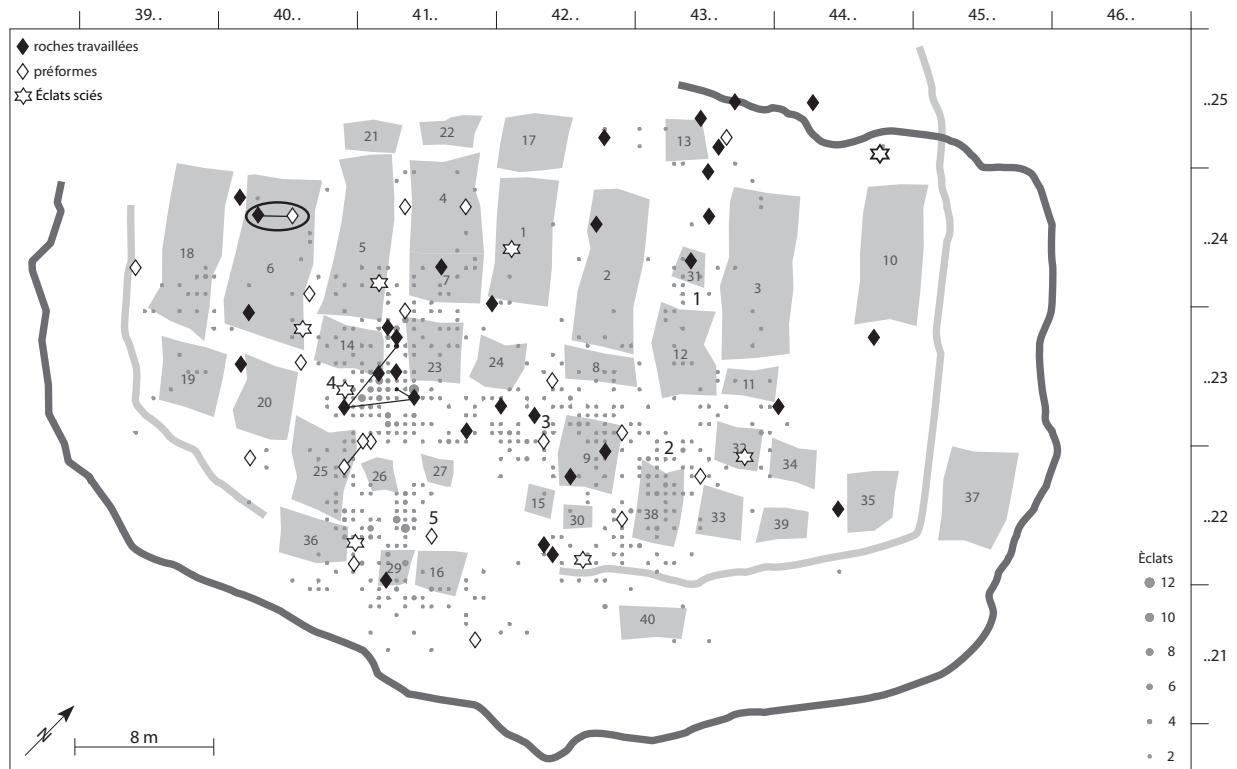 39.. 40.. 41.. 42.. 43.. 44.. 45.. 46..
roches travaillées
préformes
Éclats sciés
..25
21 22 17 13
4
1
..24
18 5 10
6 7 2 31
1 3
14 12
23 24 8
19 4 11 ..23
20
3
2 32
25 9 34
26 27
15 35 37
5 30 38 33 39 ..22
36
29 16
Èclats
12
40 10
8
..21
6
4
N
8 m
2